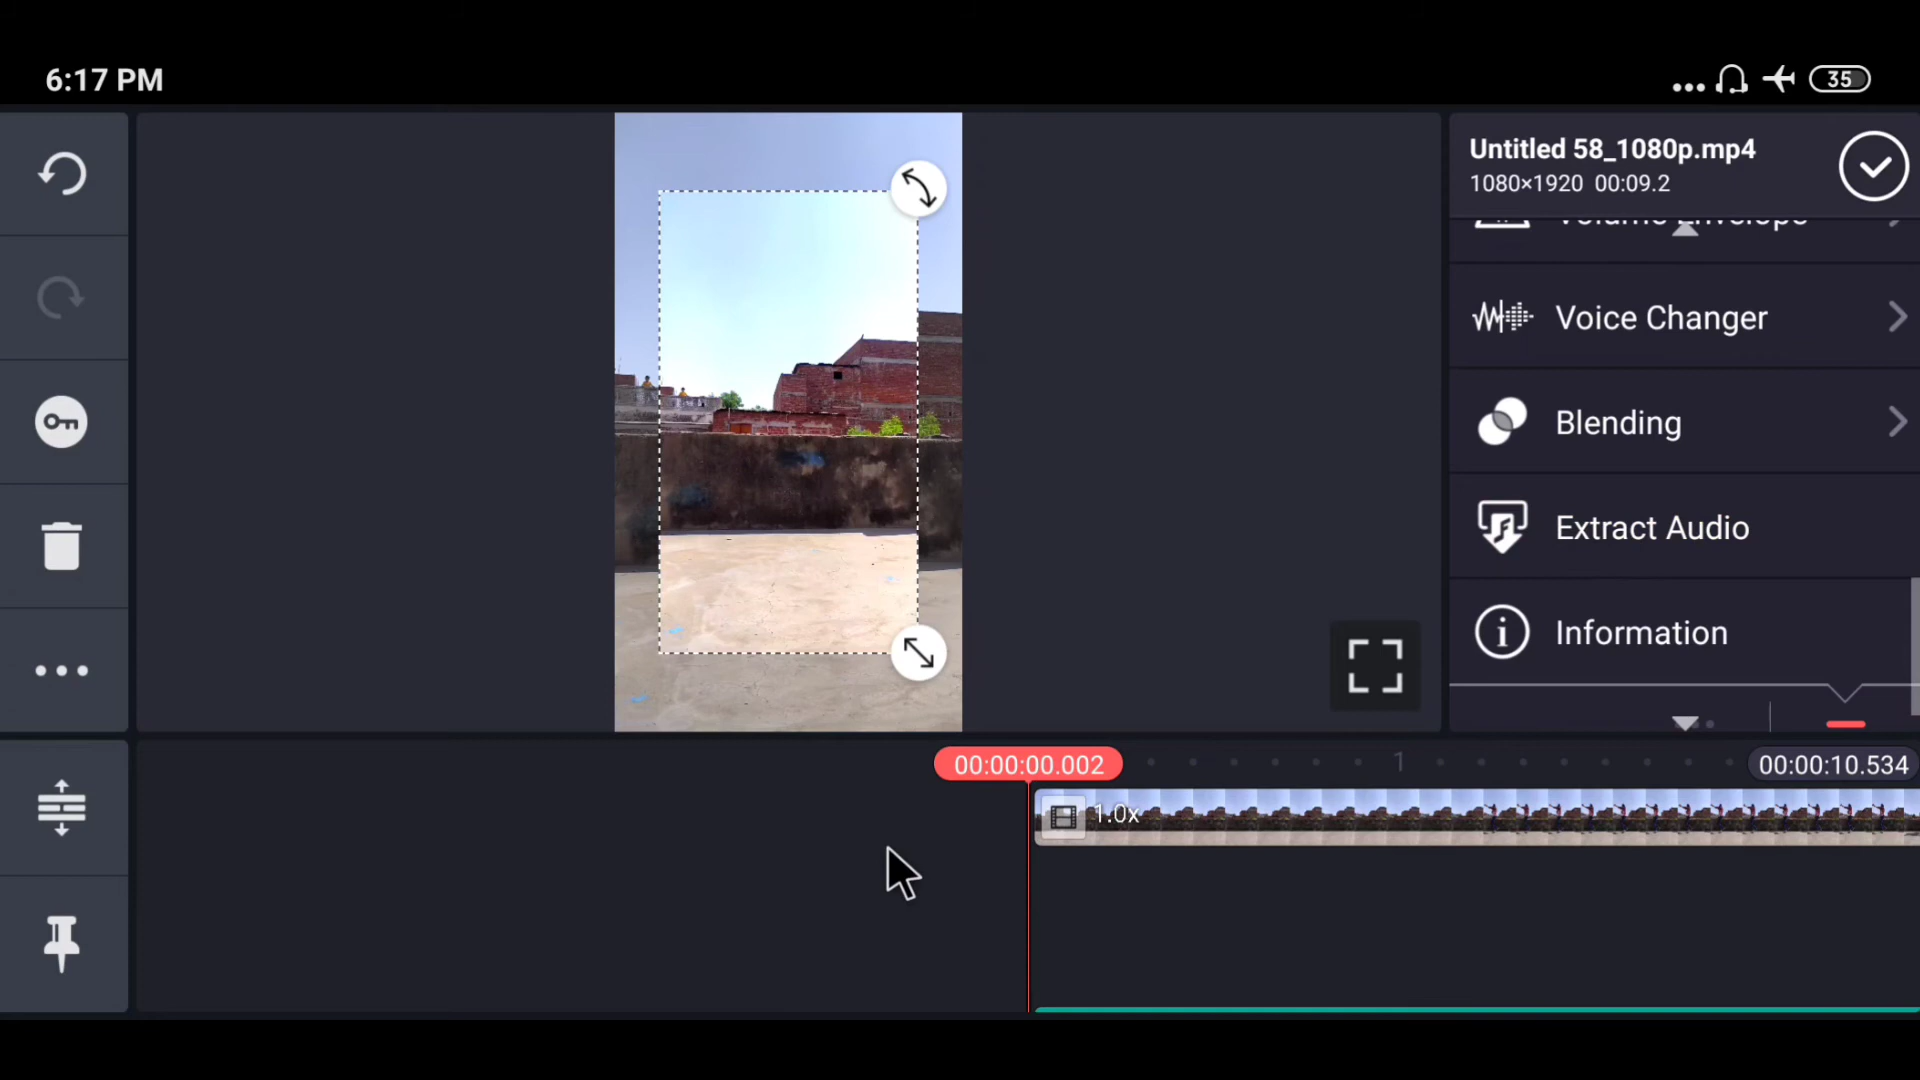 6:17 PM
35
Untitled 58_1080p.mp4
1080×1920 00:09.2
Volume Envelope
Voice Changer
Blending
Extract Audio
Information
00:00:00.002
1
00:00:10.534
1.0x